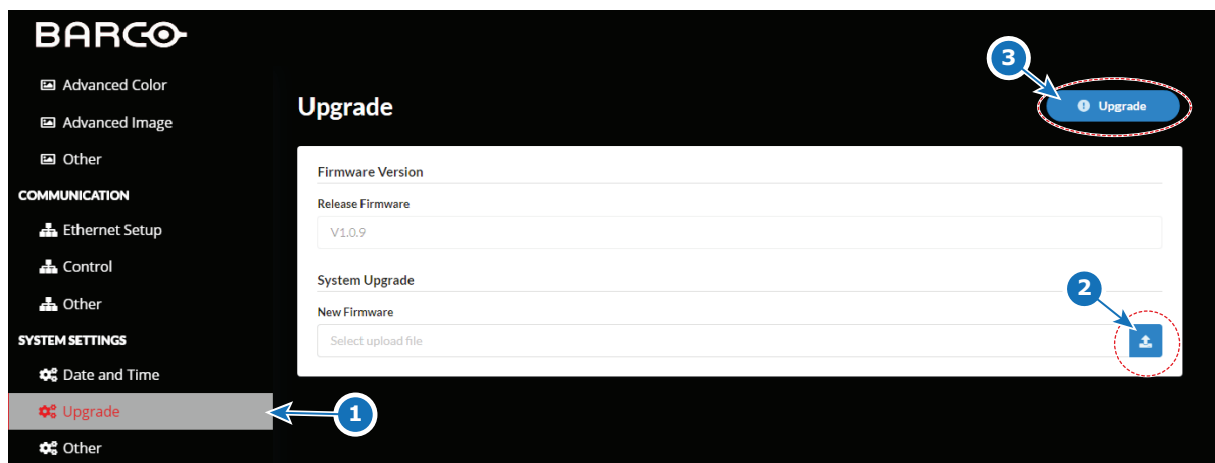 BARCO
Advanced Color
Advanced Image
Other
COMMUNICATION
Ethernet Setup
Control
Other
SYSTEM SETTINGS
Date and Time
Upgrade
Other
1
Upgrade
3
Upgrade
Firmware Version
Release Firmware
V1.0.9
System Upgrade
2
New Firmware
Select upload file